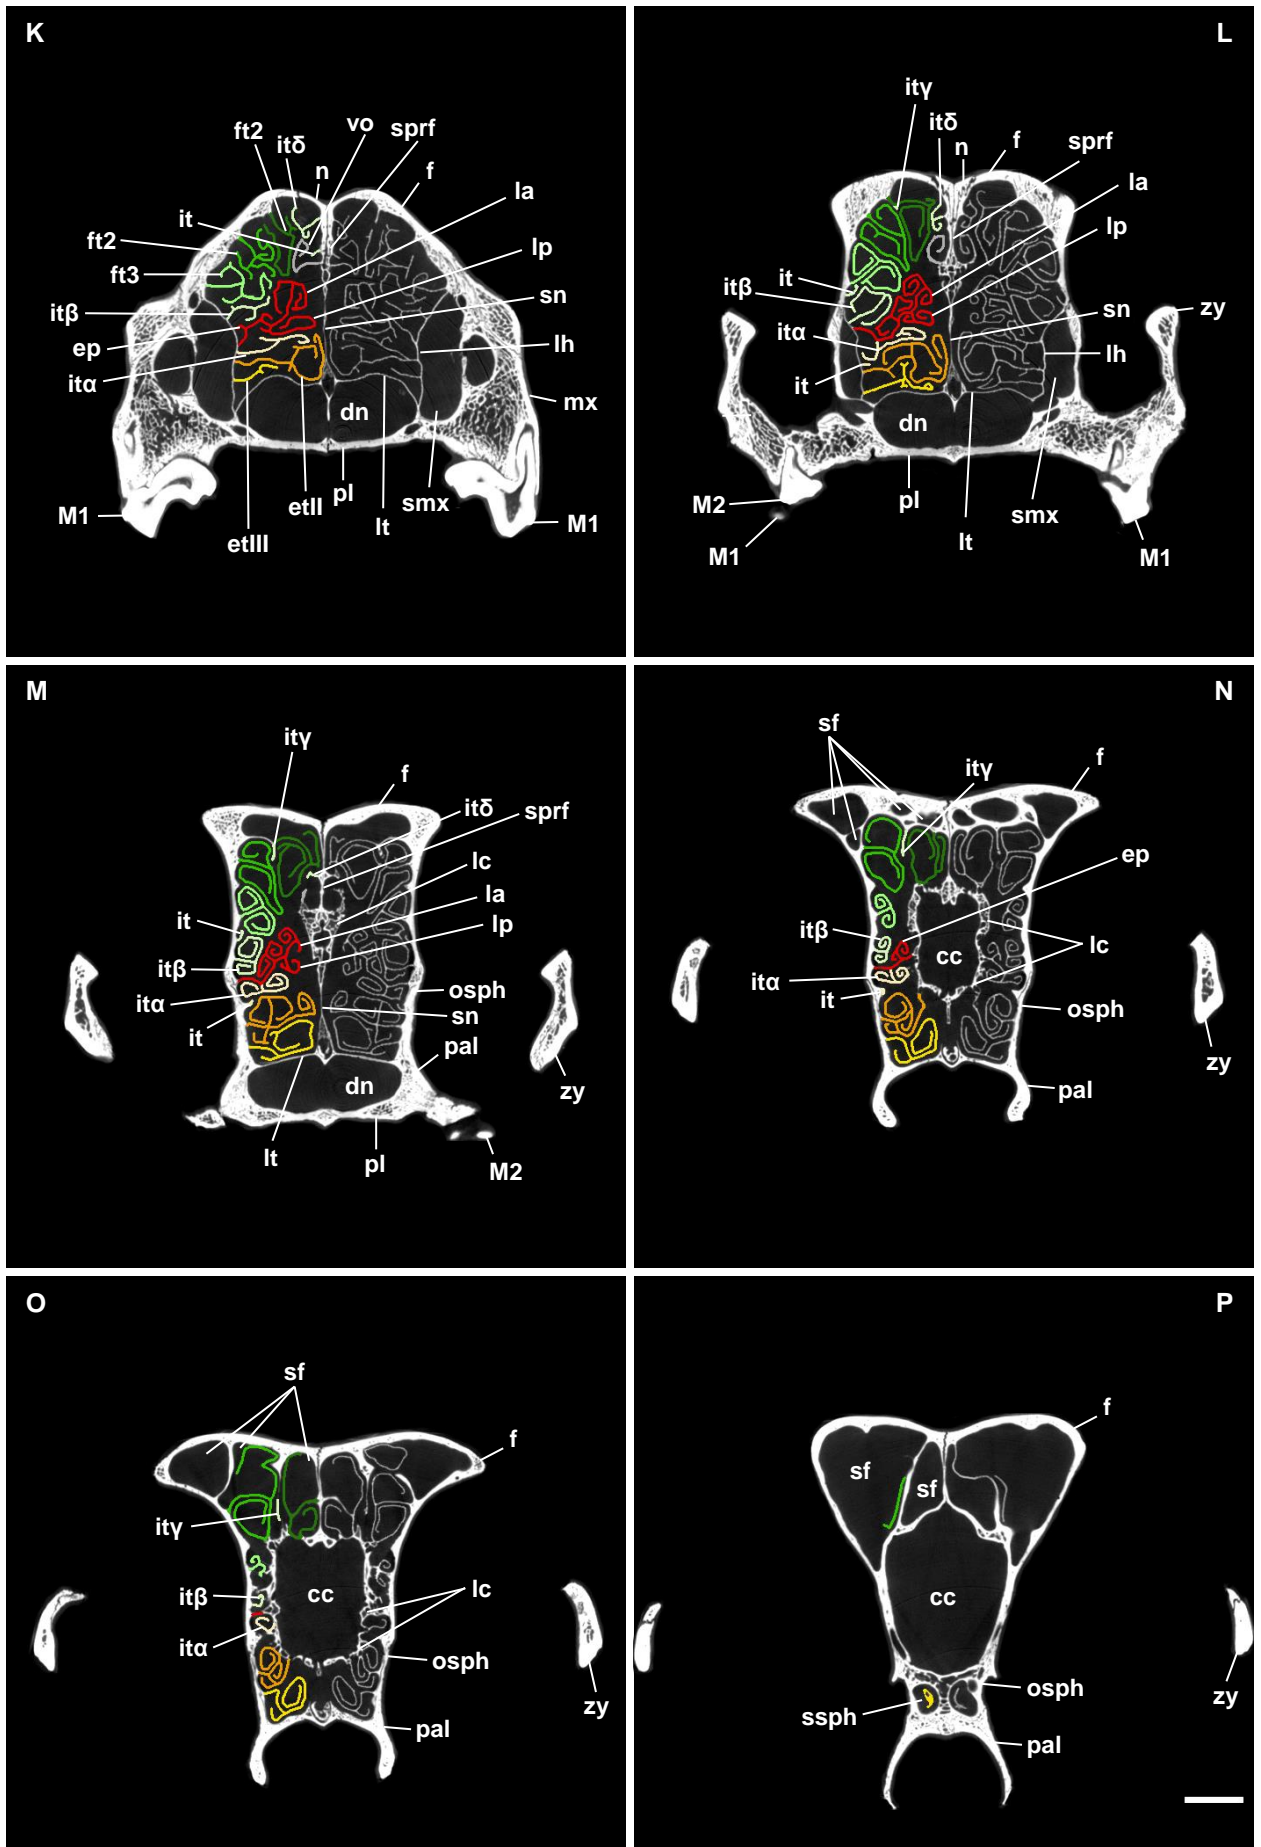 K
vo
sprf
ft2
itδ
n
f
la
it
ft2
lp
ft3
sn
itβ
lh
ep
itα
mx
dn
pl
etII
smx
M1
lt
M1
etIII
L
itγ
itδ
n
f
sprf
la
lp
it
itβ
sn
zy
itα
lh
it
dn
M2
pl
smx
lt
M1
M1
M
itγ
f
itδ
sprf
lc
la
it
lp
itβ
osph
itα
sn
it
pal
dn
zy
lt
pl
M2
N
sf
f
itγ
ep
itβ
lc
cc
itα
it
osph
zy
pal
O
sf
f
itγ
itβ
cc
lc
itα
osph
zy
pal
P
f
sf
sf
cc
osph
zy
ssph
pal